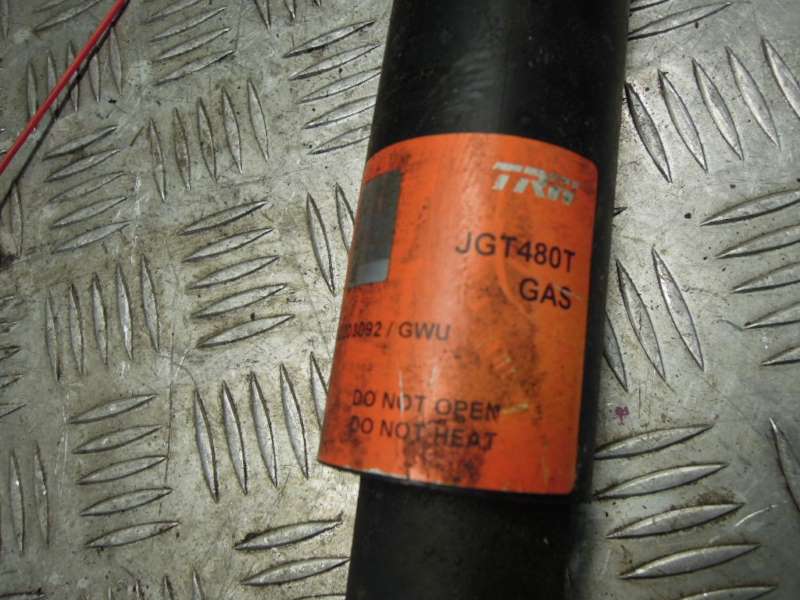 TRW
JGT480T
GAS
/ GWU
DO NOT OPEN
DO NOT HEAT